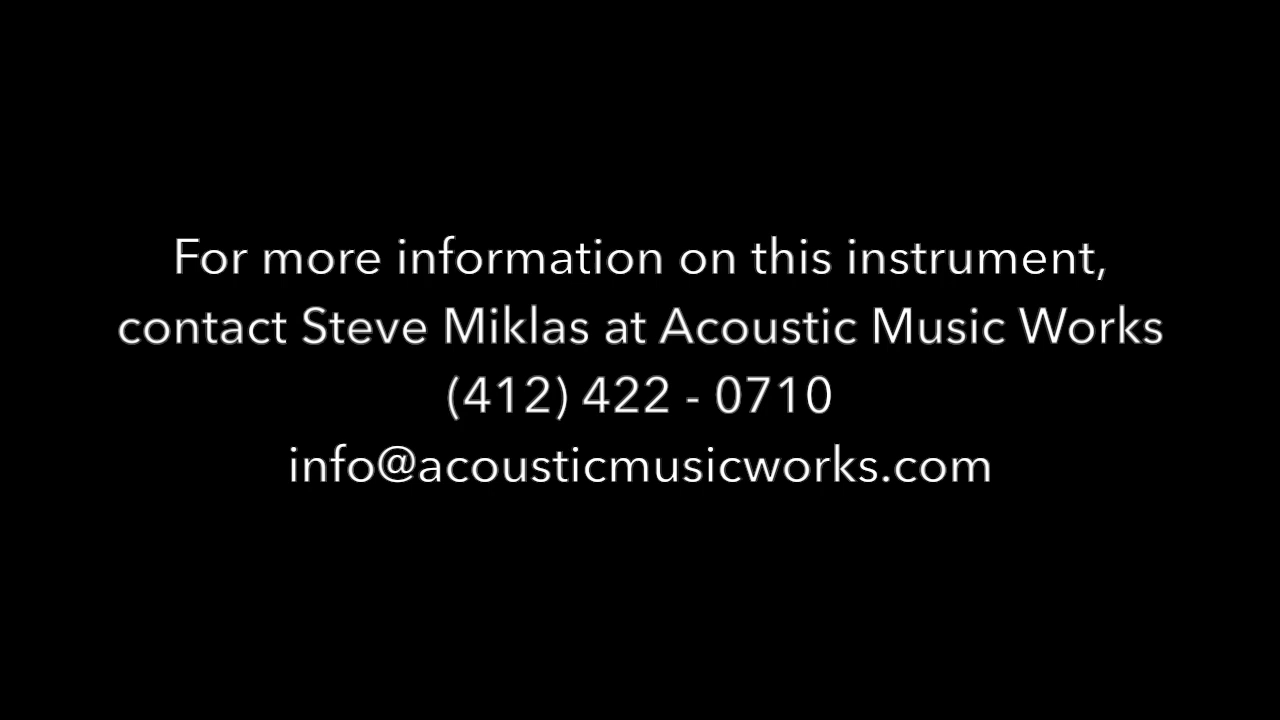 For more information on this instrument,
contact Steve Miklas at Acoustic Music Works
(412) 422 - 0710
info@acousticmusicworks.com